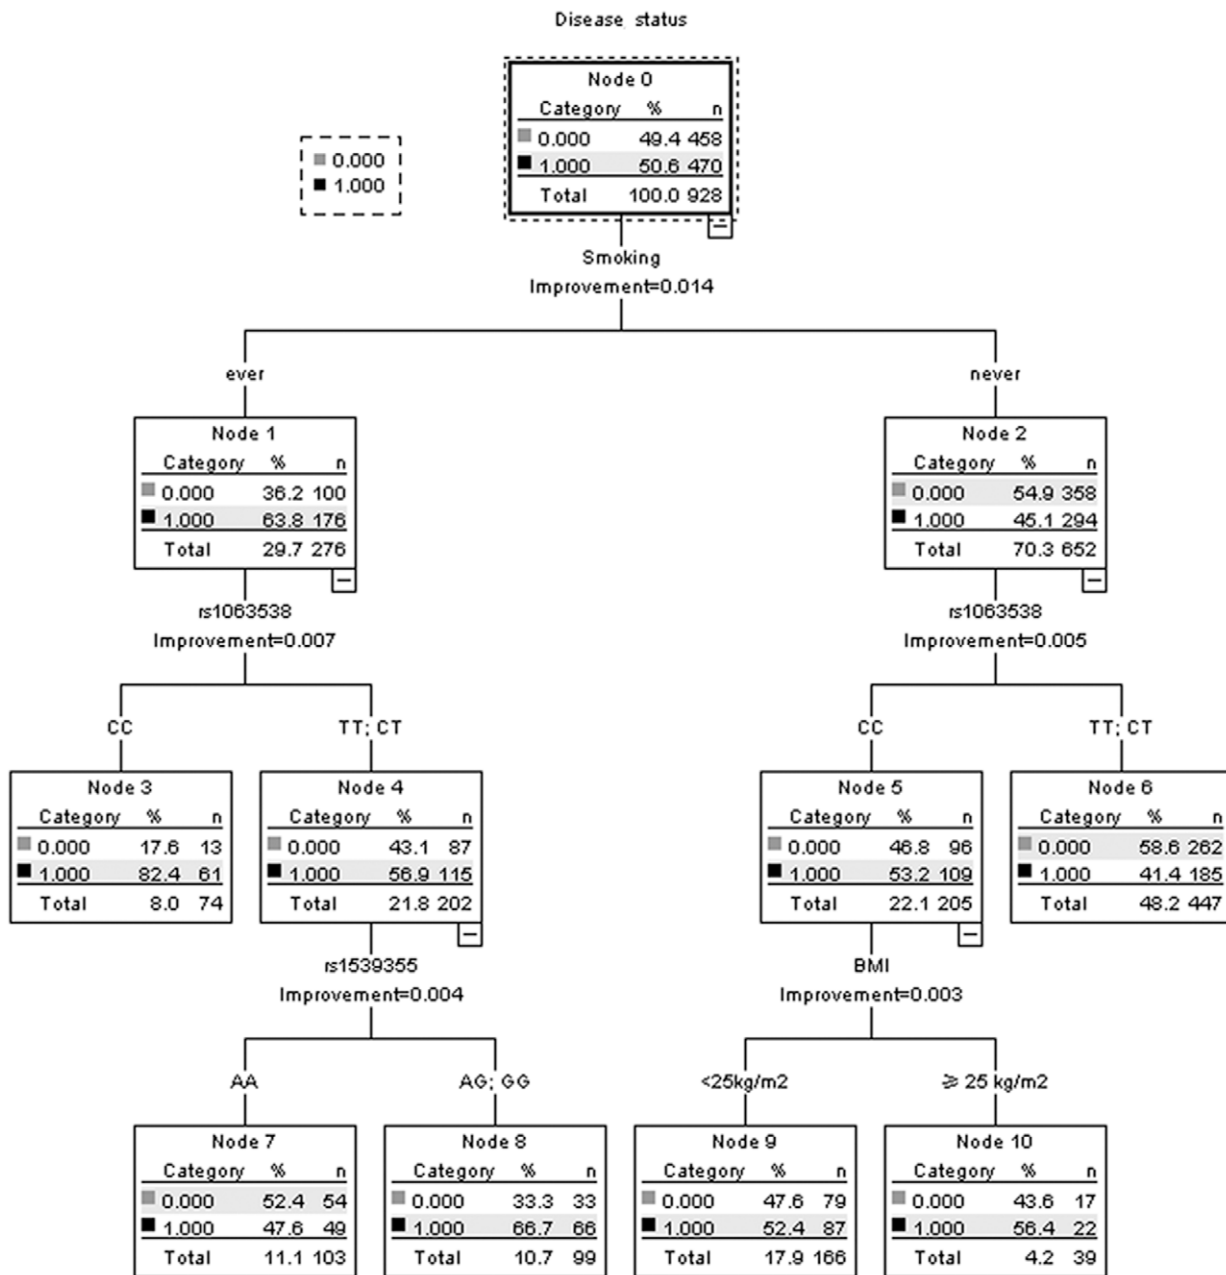 Disease status
Node 0
Category % n
0.000 49.4 458
1.000 50.6 470
Total 100.0 928
0.000
1.000
Smoking
Improvement=0.014
ever
never
Node 1
Category % n
0.000 36.2 100
1.000 63.8 176
Total 29.7 276
Node 2
Category % n
0.000 54.9 358
1.000 45.1 294
Total 70.3 652
rs1063538
Improvement=0.007
rs1063538
Improvement=0.005
CC
TT; CT
CC
TT; CT
Node 3
Category % n
0.000 17.6 13
1.000 82.4 61
Total 8.0 74
Node 4
Category % n
0.000 43.1 87
1.000 56.9 115
Total 21.8 202
Node 5
Category % n
0.000 46.8 96
1.000 53.2 109
Total 22.1 205
Node 6
Category % n
0.000 58.6 262
1.000 41.4 185
Total 48.2 447
rs1539355
Improvement=0.004
BMI
Improvement=0.003
AA
AG; GG
<25kg/m2
⩾ 25 kg/m2
Node 7
Category % n
0.000 52.4 54
1.000 47.6 49
Total 11.1 103
Node 8
Category % n
0.000 33.3 33
1.000 66.7 66
Total 10.7 99
Node 9
Category % n
0.000 47.6 79
1.000 52.4 87
Total 17.9 166
Node 10
Category % n
0.000 43.6 17
1.000 56.4 22
Total 4.2 39